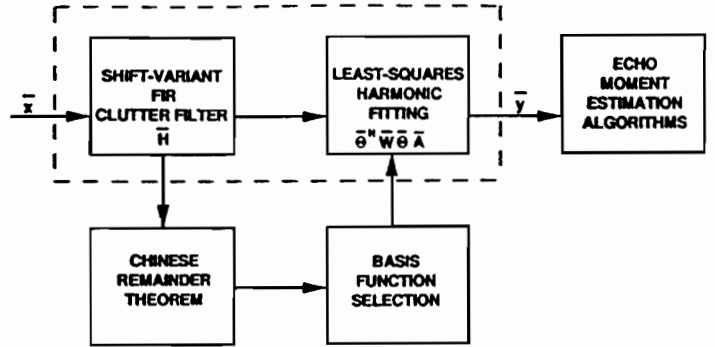 x̄
SHIFT-VARIANT
FIR
CLUTTER FILTER
H̄
LEAST-SQUARES
HARMONIC
FITTING
Θ̄ᴴ W̄ Θ̄ Ā
ȳ
ECHO
MOMENT
ESTIMATION
ALGORITHMS
CHINESE
REMAINDER
THEOREM
BASIS
FUNCTION
SELECTION